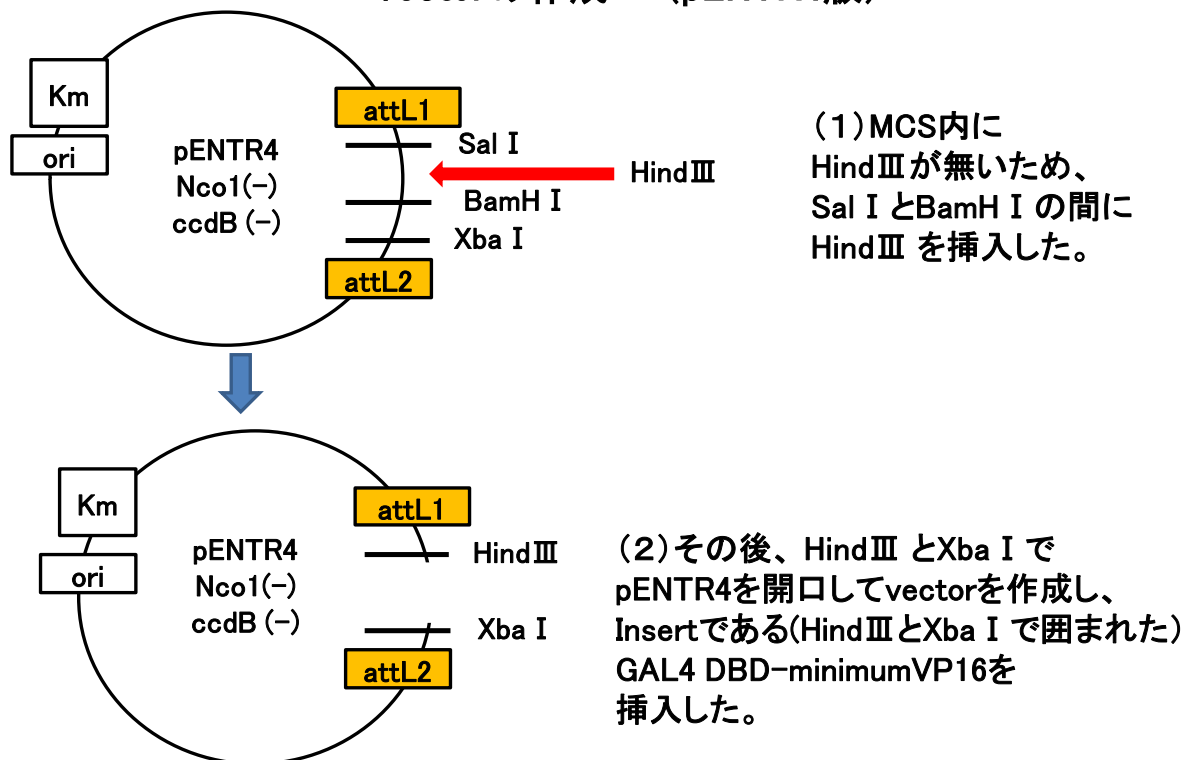 Km
ori
pENTR4
Nco1(-)
ccdB (-)
attL1
Sal Ⅰ
HindⅢ
BamH Ⅰ
Xba Ⅰ
attL2
(1)MCS内に
HindⅢが無いため、
Sal ⅠとBamH Ⅰの間に
HindⅢ を挿入した。
Km
ori
pENTR4
Nco1(-)
ccdB (-)
attL1
HindⅢ
Xba Ⅰ
attL2
(2)その後、HindⅢ とXba Ⅰで
pENTR4を開口してvectorを作成し、
Insertである(HindⅢとXba Ⅰで囲まれた)
GAL4 DBD-minimumVP16を
挿入した。